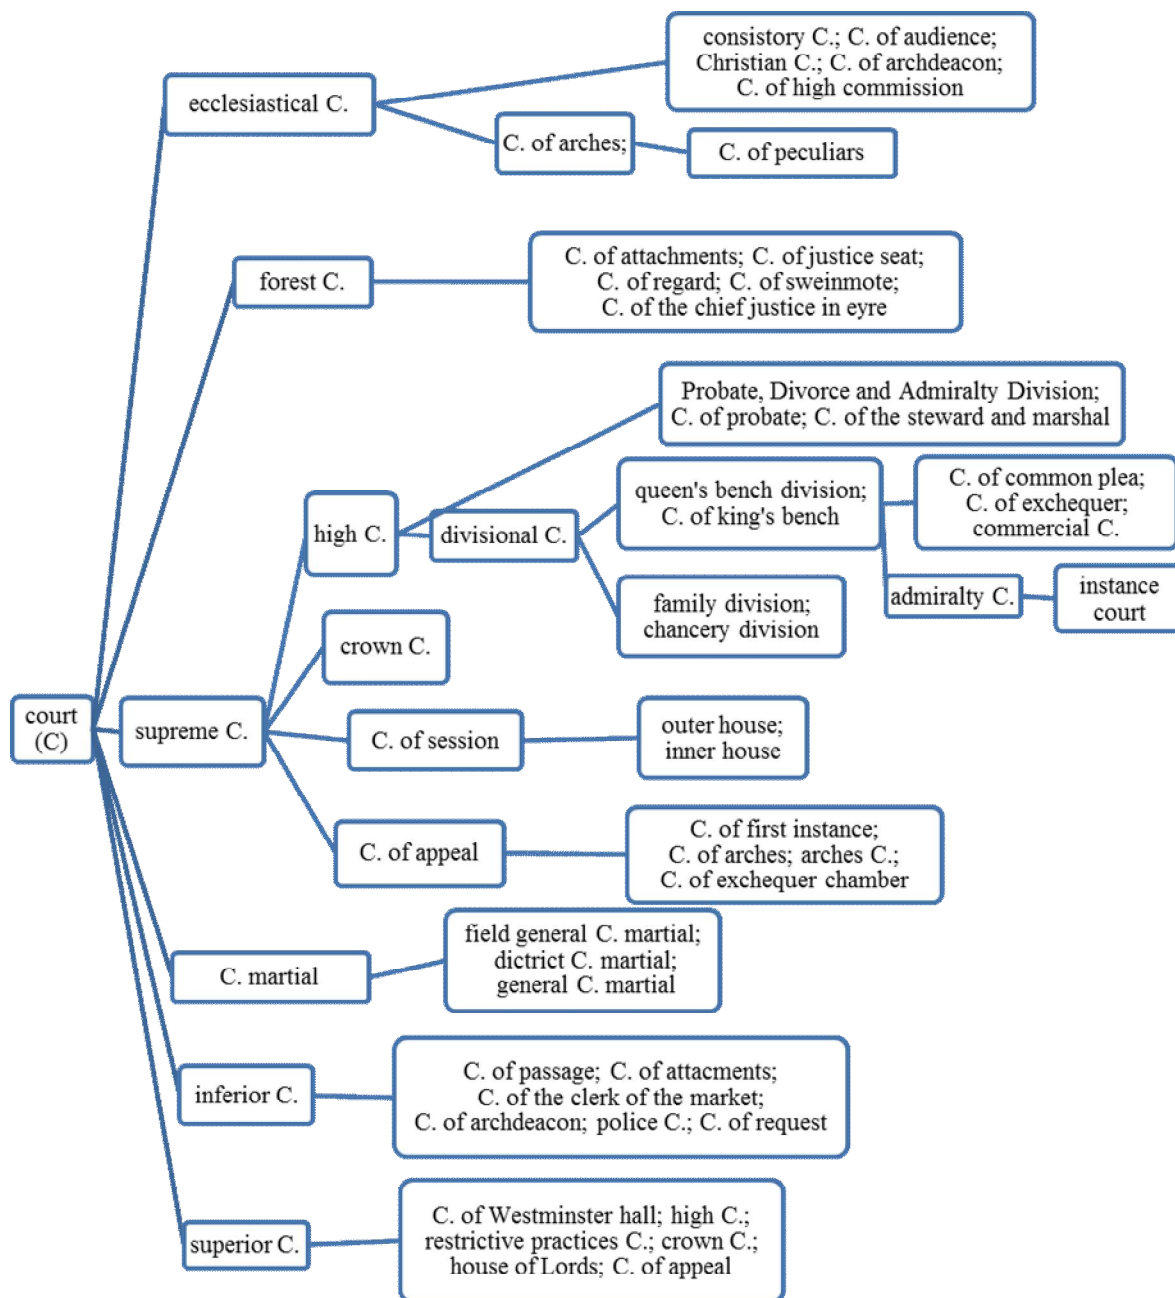 consistory C.; C. of audience;
Christian C.; C. of archdeacon;
C. of high commission
ecclesiastical C.
C. of arches;
C. of peculiars
forest C.
C. of attachments; C. of justice seat;
C. of regard; C. of sweinmote;
C. of the chief justice in eyre
Probate, Divorce and Admiralty Division;
C. of probate; C. of the steward and marshal
high C.
divisional C.
queen's bench division;
C. of king's bench
C. of common plea;
C. of exchequer;
commercial C.
admiralty C.
instance
court
family division;
chancery division
crown C.
court
(C)
supreme C.
C. of session
outer house;
inner house
C. of appeal
C. of first instance;
C. of arches; arches C.;
C. of exchequer chamber
C. martial
field general C. martial;
dictrict C. martial;
general C. martial
inferior C.
C. of passage; C. of attacments;
C. of the clerk of the market;
C. of archdeacon; police C.; C. of request
superior C.
C. of Westminster hall; high C.;
restrictive practices C.; crown C.;
house of Lords; C. of appeal